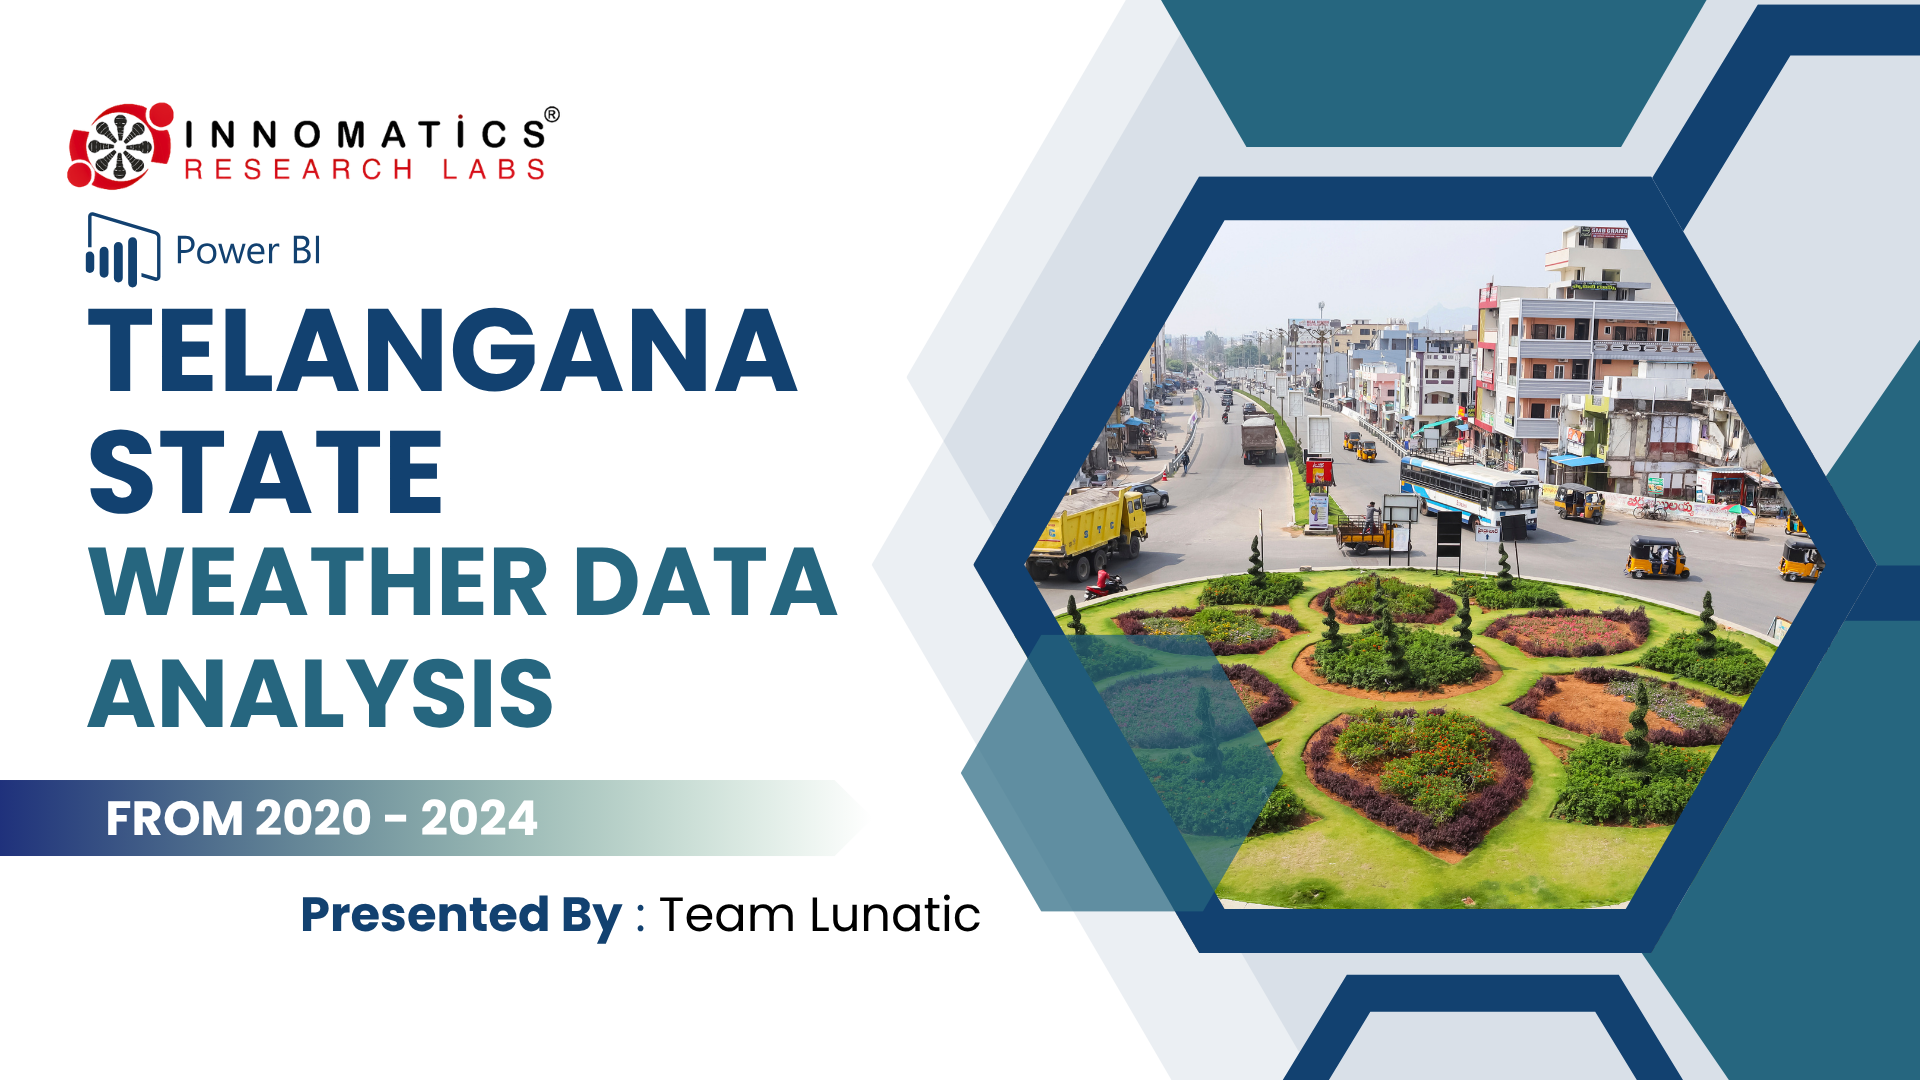 INNOMATICS®
RESEARCH LABS
Power BI
TELANGANA
STATE
WEATHER DATA
ANALYSIS
FROM 2020 - 2024
Presented By : Team Lunatic